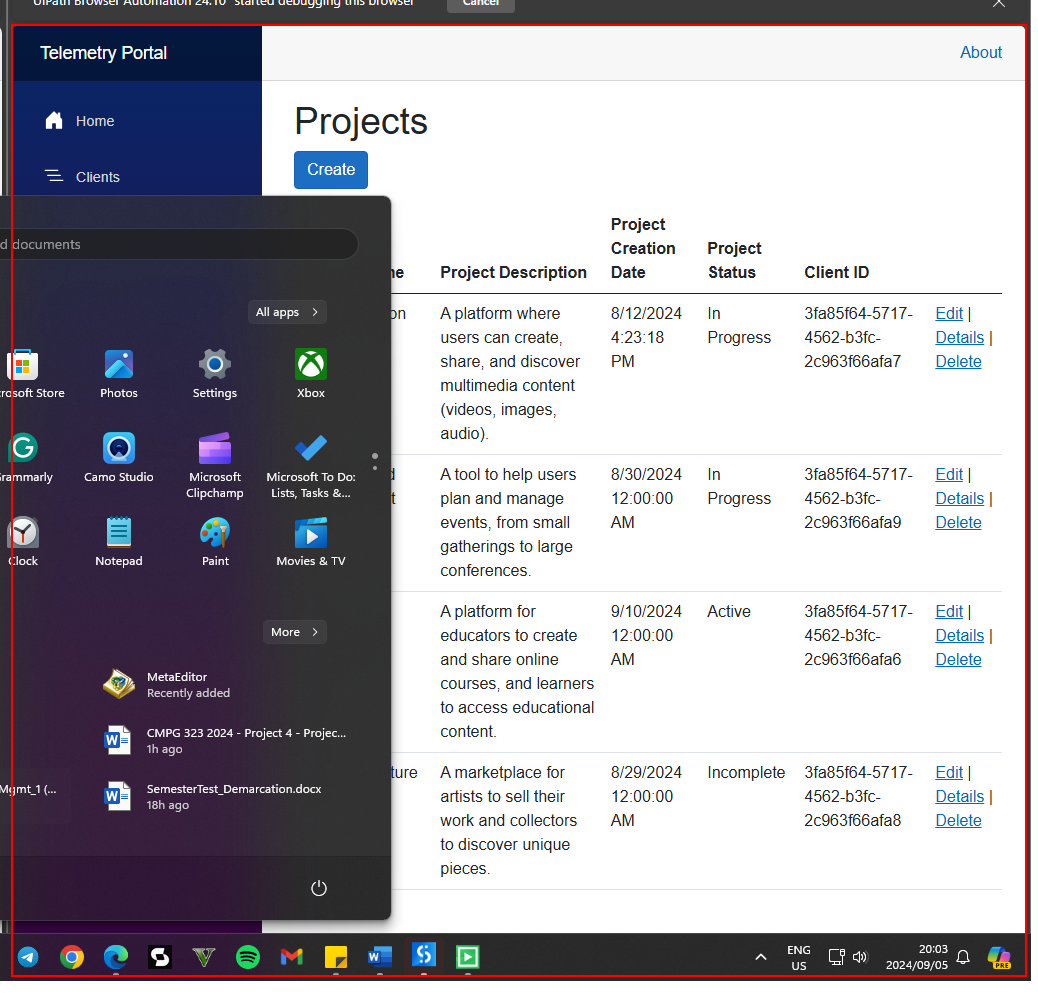 "UiPath Browser Automation 24.10" started debugging this browser
Cancel
Telemetry Portal
About
Home
Clients
Projects
Create
d documents
All apps
rosoft Store
Photos
Settings
Xbox
Grammarly
Camo Studio
Microsoft
Clipchamp
Microsoft To Do:
Lists, Tasks &...
Clock
Notepad
Paint
Movies & TV
More
MetaEditor
Recently added
CMPG 323 2024 - Project 4 - Projec...
1h ago
Mgmt_1 (...
SemesterTest_Demarcation.docx
18h ago
ne
Project Description
Project
Creation
Date
Project
Status
Client ID
on
A platform where
users can create,
share, and discover
multimedia content
(videos, images,
audio).
8/12/2024
4:23:18
PM
In
Progress
3fa85f64-5717-
4562-b3fc-
2c963f66afa7
Edit |
Details |
Delete
d
t
A tool to help users
plan and manage
events, from small
gatherings to large
conferences.
8/30/2024
12:00:00
AM
In
Progress
3fa85f64-5717-
4562-b3fc-
2c963f66afa9
Edit |
Details |
Delete
A platform for
educators to create
and share online
courses, and learners
to access educational
content.
9/10/2024
12:00:00
AM
Active
3fa85f64-5717-
4562-b3fc-
2c963f66afa6
Edit |
Details |
Delete
ture
A marketplace for
artists to sell their
work and collectors
to discover unique
pieces.
8/29/2024
12:00:00
AM
Incomplete
3fa85f64-5717-
4562-b3fc-
2c963f66afa8
Edit |
Details |
Delete
ENG
US
20:03
2024/09/05
PRE